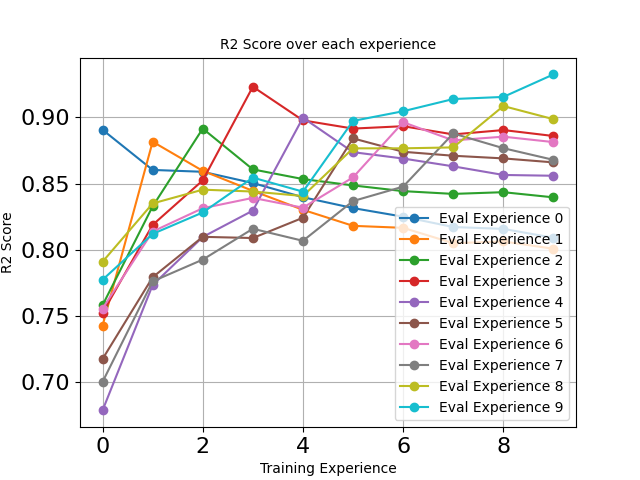 R2 Score over each experience
0.90
0.85
0.80
0.75
0.70
R2 Score
Eval Experience 0
Eval Experience 1
Eval Experience 2
Eval Experience 3
Eval Experience 4
Eval Experience 5
Eval Experience 6
Eval Experience 7
Eval Experience 8
Eval Experience 9
0 2 4 6 8
Training Experience